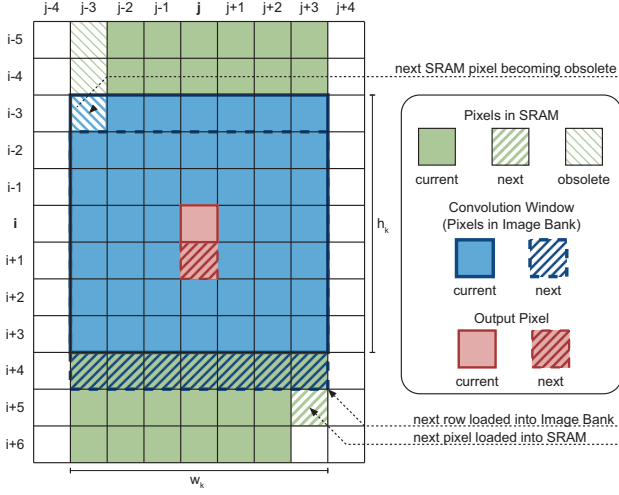 j-4 j-3 j-2 j-1 j j+1 j+2 j+3 j+4
i-5
i-4
i-3
i-2
i-1
i
i+1
i+2
i+3
i+4
i+5
i+6
h_k
w_k
next SRAM pixel becoming obsolete
Pixels in SRAM
current next obsolete
Convolution Window
(Pixels in Image Bank)
current next
Output Pixel
current next
next row loaded into Image Bank
next pixel loaded into SRAM